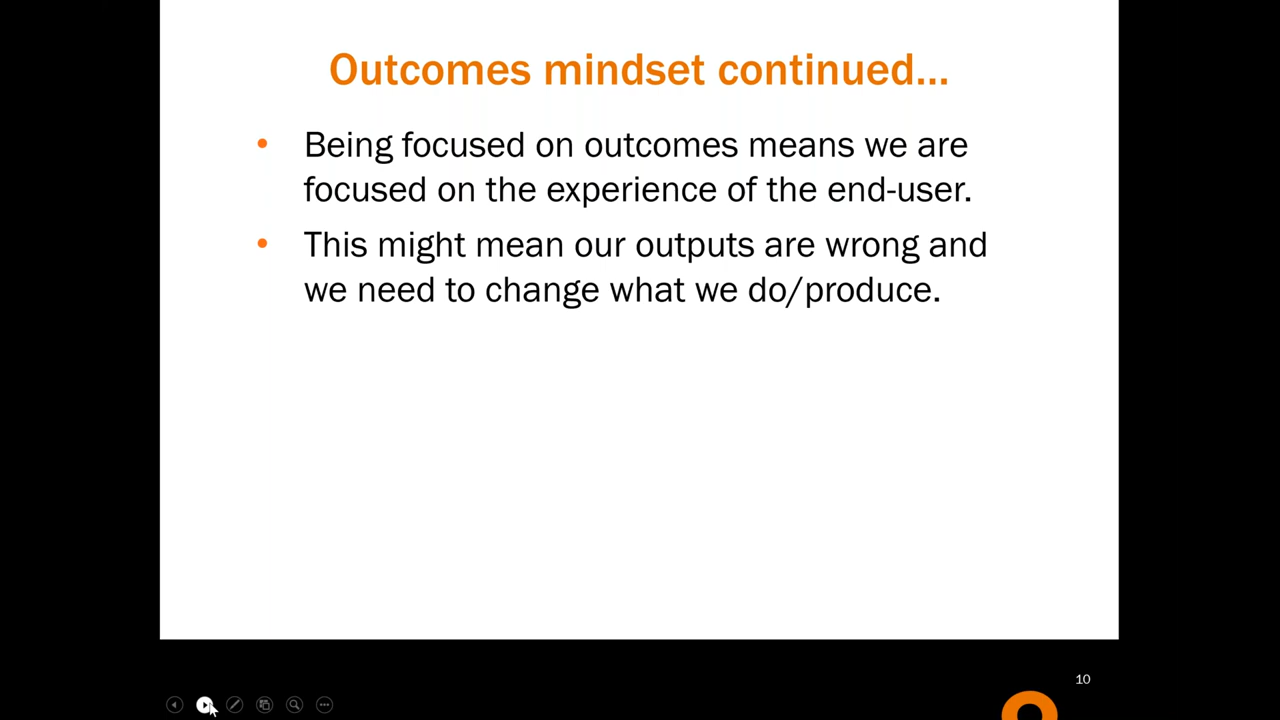 Outcomes mindset continued...
• Being focused on outcomes means we are
focused on the experience of the end-user.
• This might mean our outputs are wrong and
we need to change what we do/produce.
10